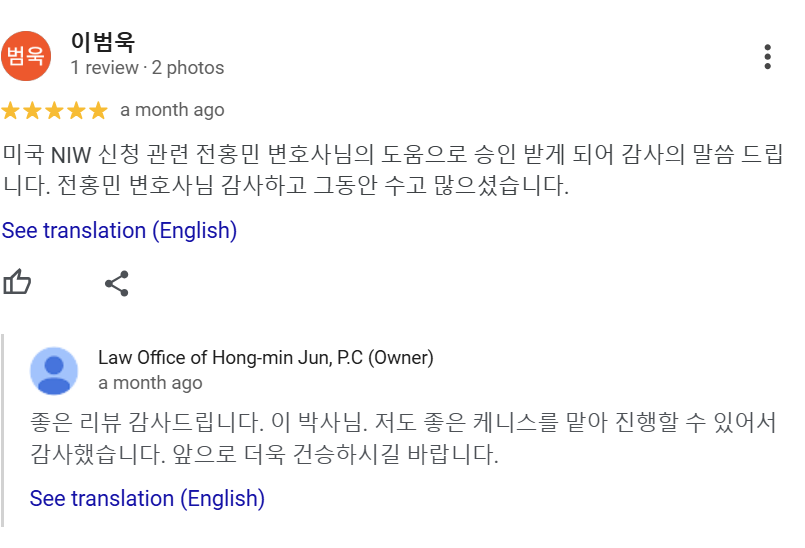 범욱
이범욱
1 review · 2 photos
a month ago
미국 NIW 신청 관련 전홍민 변호사님의 도움으로 승인 받게 되어 감사의 말씀 드립
니다. 전홍민 변호사님 감사하고 그동안 수고 많으셨습니다.
See translation (English)
Law Office of Hong-min Jun, P.C (Owner)
a month ago
좋은 리뷰 감사드립니다. 이 박사님. 저도 좋은 케니스를 맡아 진행할 수 있어서
감사했습니다. 앞으로 더욱 건승하시길 바랍니다.
See translation (English)